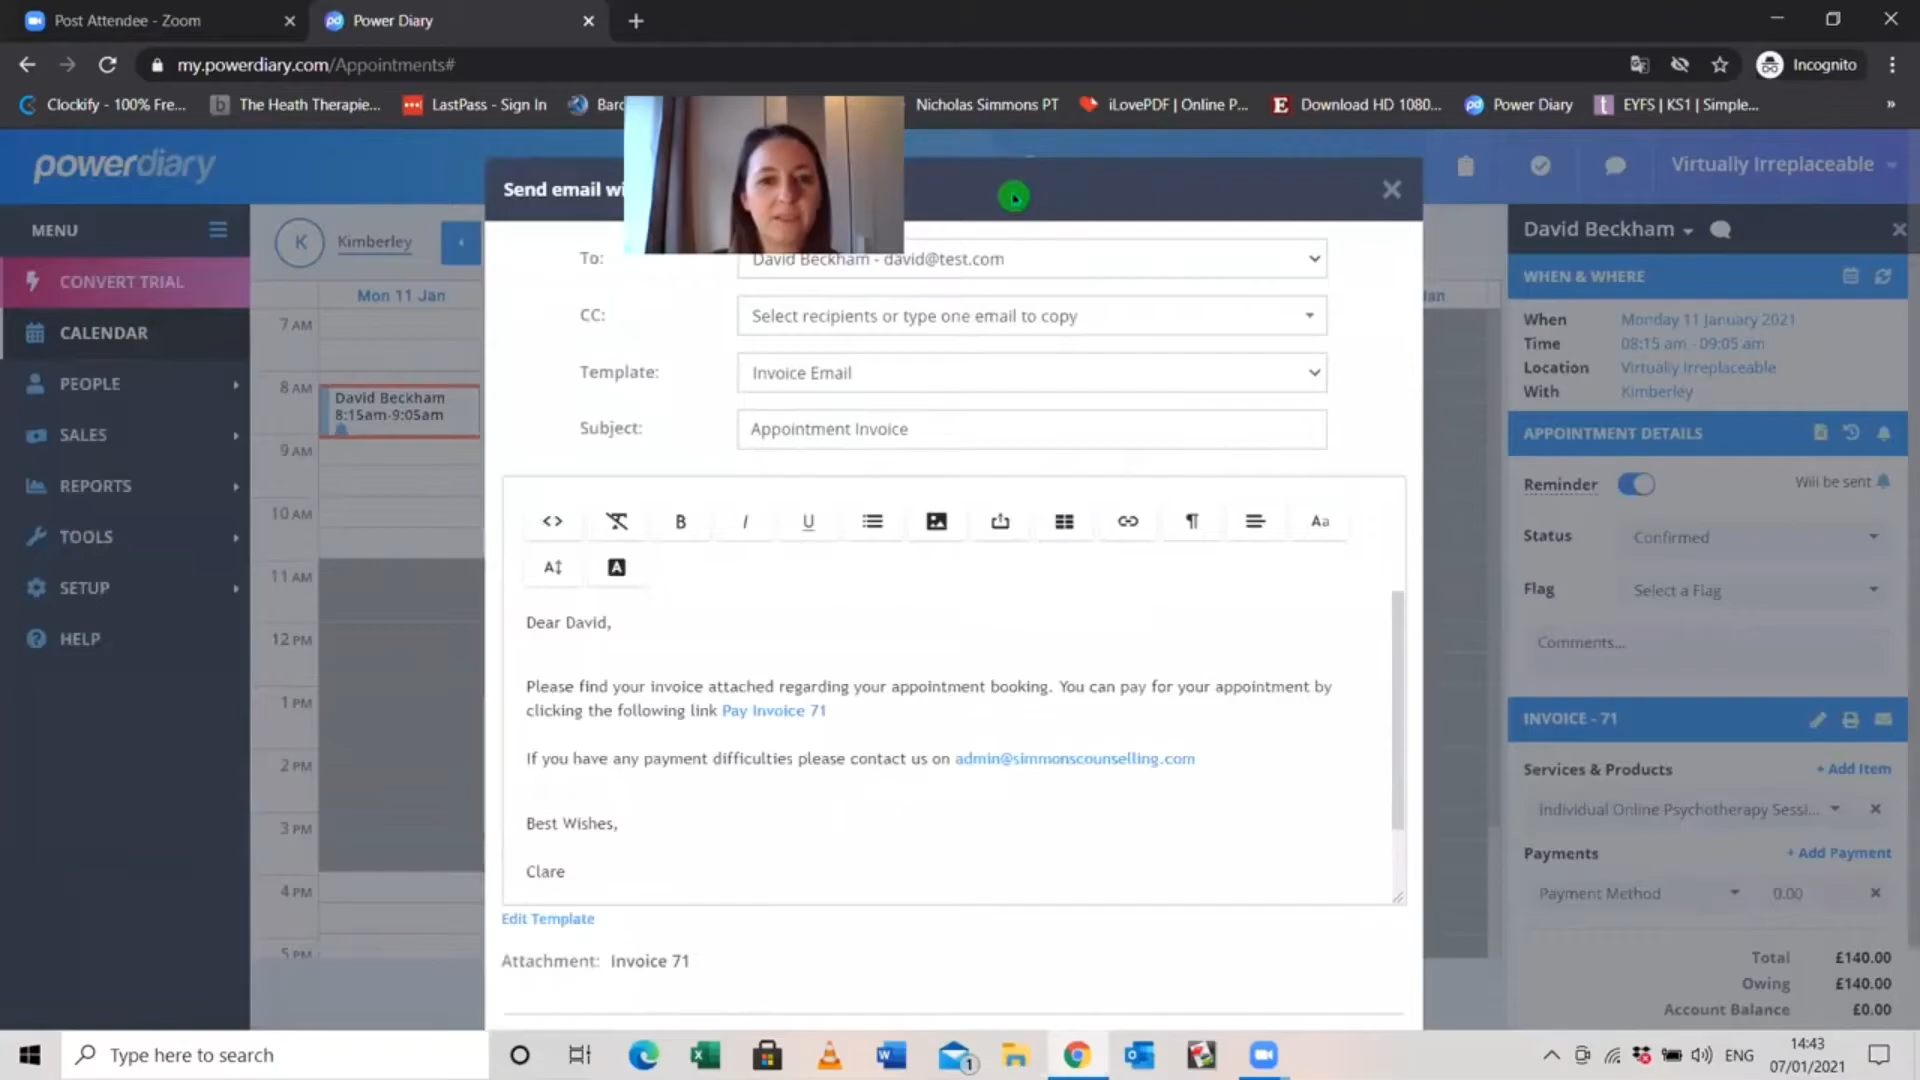 Post Attendee - Zoom
Power Diary
my.powerdiary.com/Appointments#
Incognito
Clockify - 100% Fre...
The Heath Therapie...
LastPass - Sign In
Barc
Nicholas Simmons PT
iLovePDF | Online P...
Download HD 1080...
Power Diary
EYFS | KS1 | Simple...
powerdiary
Virtually Irreplaceable
MENU
CONVERT TRIAL
CALENDAR
PEOPLE
SALES
REPORTS
TOOLS
SETUP
HELP
K
Kimberley
Mon 11 Jan
7 AM
8 AM
9 AM
10 AM
11 AM
12 PM
1 PM
2 PM
3 PM
4 PM
5 PM
David Beckham
8:15am-9:05am
Send email wi
To:
David Beckham - david@test.com
CC:
Select recipients or type one email to copy
Template:
Invoice Email
Subject:
Appointment Invoice
Dear David,
Please find your invoice attached regarding your appointment booking. You can pay for your appointment by
clicking the following link Pay Invoice 71
If you have any payment difficulties please contact us on admin@simmonscounselling.com
Best Wishes,
Clare
Edit Template
Attachment: Invoice 71
an
David Beckham
WHEN & WHERE
When Monday 11 January 2021
Time 08:15 am - 09:05 am
Location Virtually Irreplaceable
With Kimberley
APPOINTMENT DETAILS
Reminder
Will be sent
Status Confirmed
Flag Select a Flag
Comments...
INVOICE - 71
Services & Products + Add Item
Individual Online Psychotherapy Sessi...
Payments + Add Payment
Payment Method 0.00
Total £140.00
Owing £140.00
Account Balance £0.00
Type here to search
1
ENG
14:43
07/01/2021